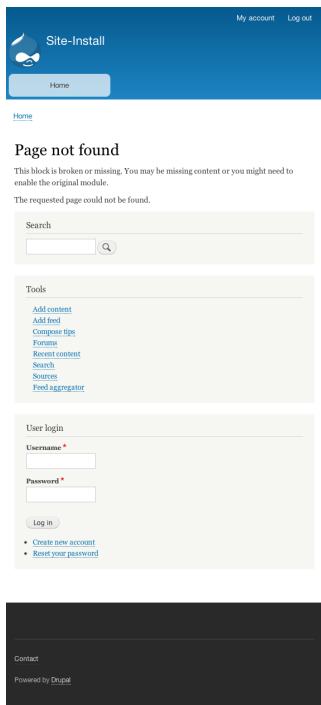 My account Log out
Site-Install
Home
Home
Page not found
This block is broken or missing. You may be missing content or you might need to
enable the original module.
The requested page could not be found.
Search
Tools
Add content
Add feed
Compose tips
Forums
Recent content
Search
Sources
Feed aggregator
User login
Username *
Password *
Log in
Create new account
Reset your password
Contact
Powered by Drupal